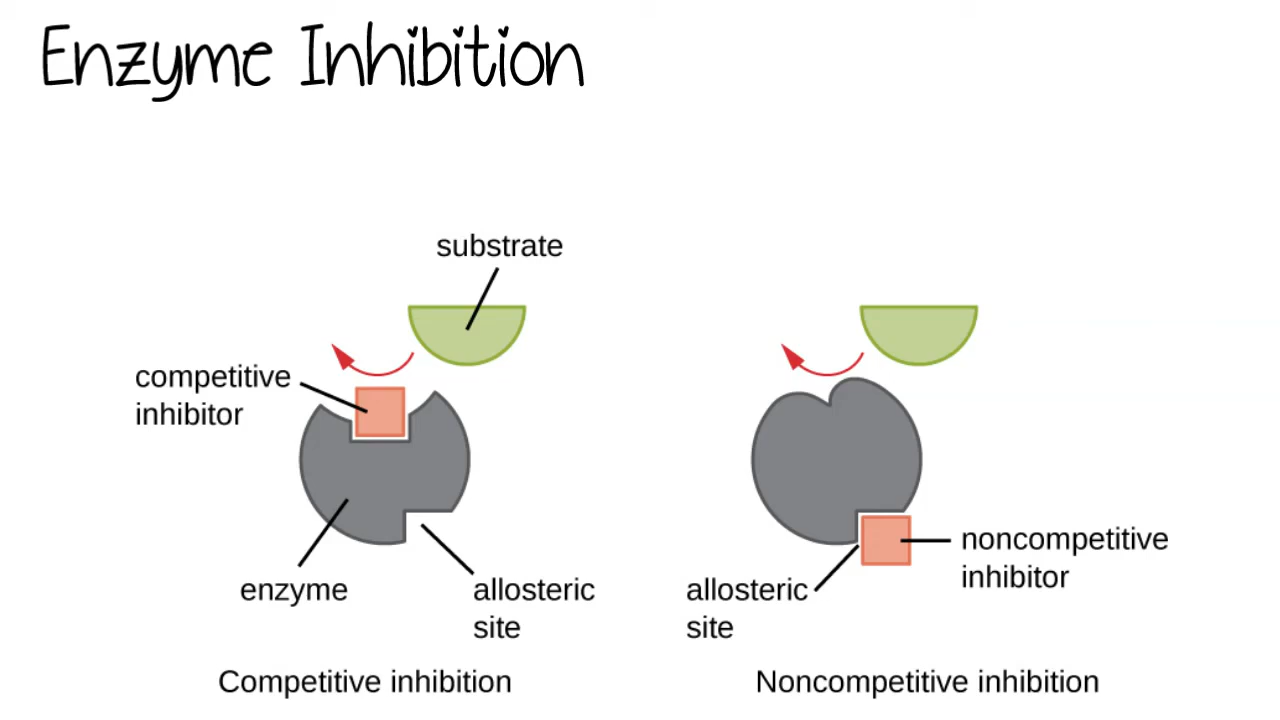 Enzyme Inhibition
substrate
competitive
inhibitor
enzyme
allosteric
site
Competitive inhibition
allosteric
site
noncompetitive
inhibitor
Noncompetitive inhibition